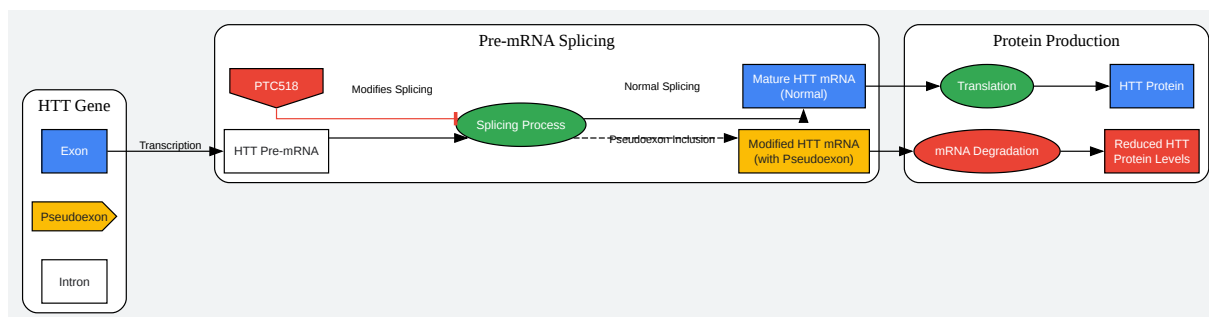 HTT Gene
Exon
Pseudoexon
Intron
Transcription
Pre-mRNA Splicing
PTC518
Modifies Splicing
HTT Pre-mRNA
Splicing Process
Normal Splicing
Pseudoexon Inclusion
Mature HTT mRNA
(Normal)
Modified HTT mRNA
(with Pseudoexon)
Protein Production
Translation
HTT Protein
mRNA Degradation
Reduced HTT
Protein Levels